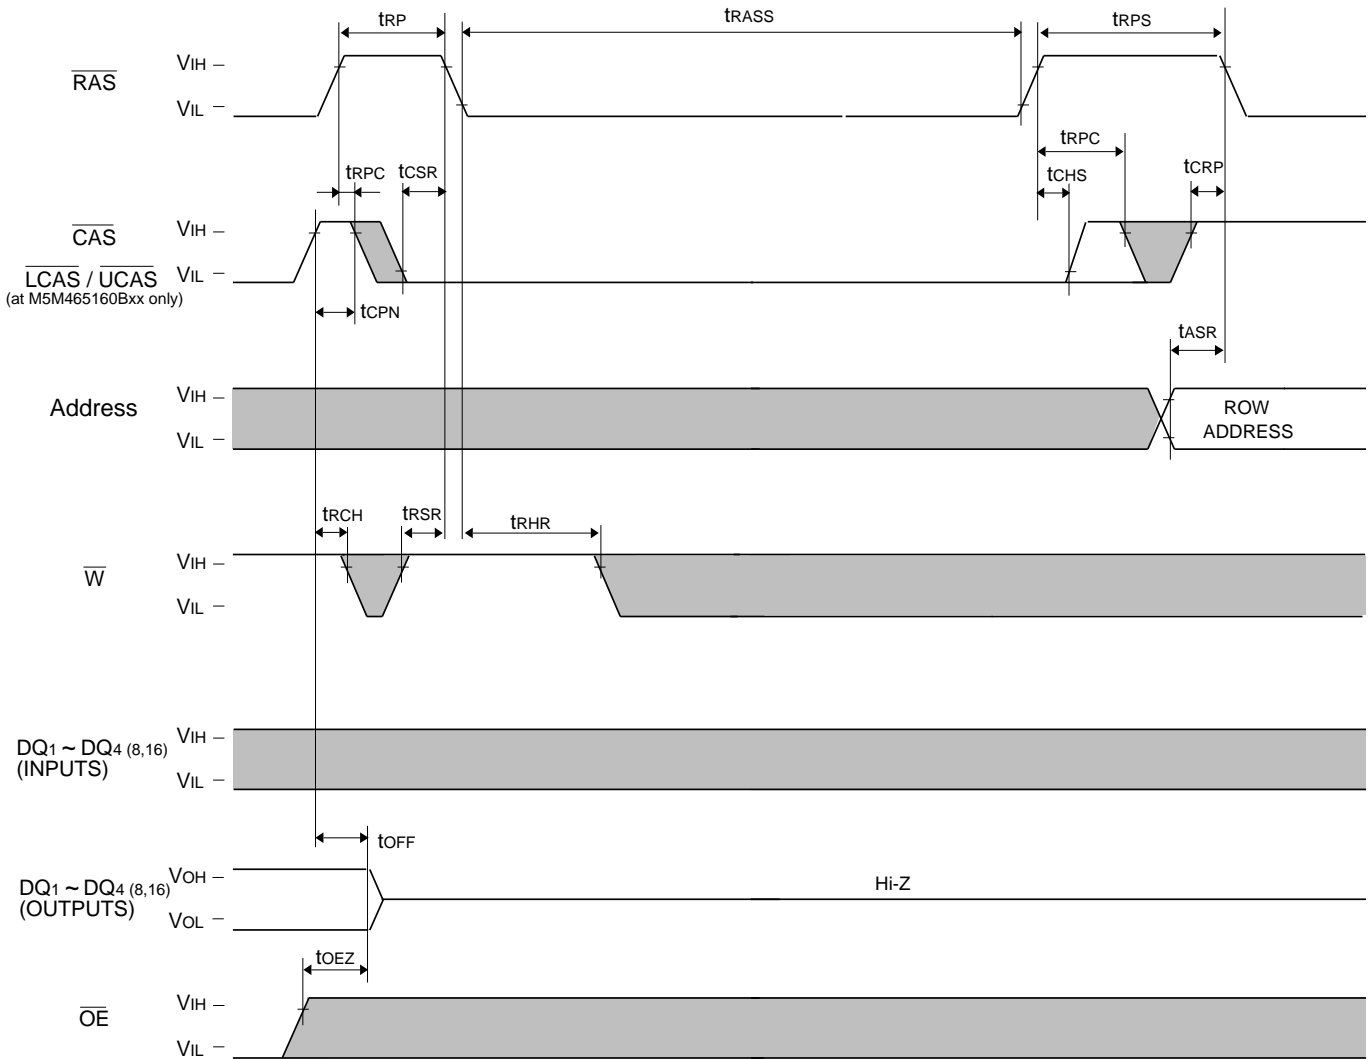 tRP
tRASS
tRPS
RAS
VIH
VIL
tRPC
tCSR
tRPC
tCHS
tCRP
CAS
VIH
LCAS / UCAS
VIL
(at M5M465160Bxx only)
tCPN
tASR
Address
VIH
VIL
ROW
ADDRESS
tRCH
tRSR
tRHR
W
VIH
VIL
DQ1 ~ DQ4 (8,16)
(INPUTS)
VIH
VIL
tOFF
DQ1 ~ DQ4 (8,16)
(OUTPUTS)
VOH
VOL
Hi-Z
tOEZ
OE
VIH
VIL